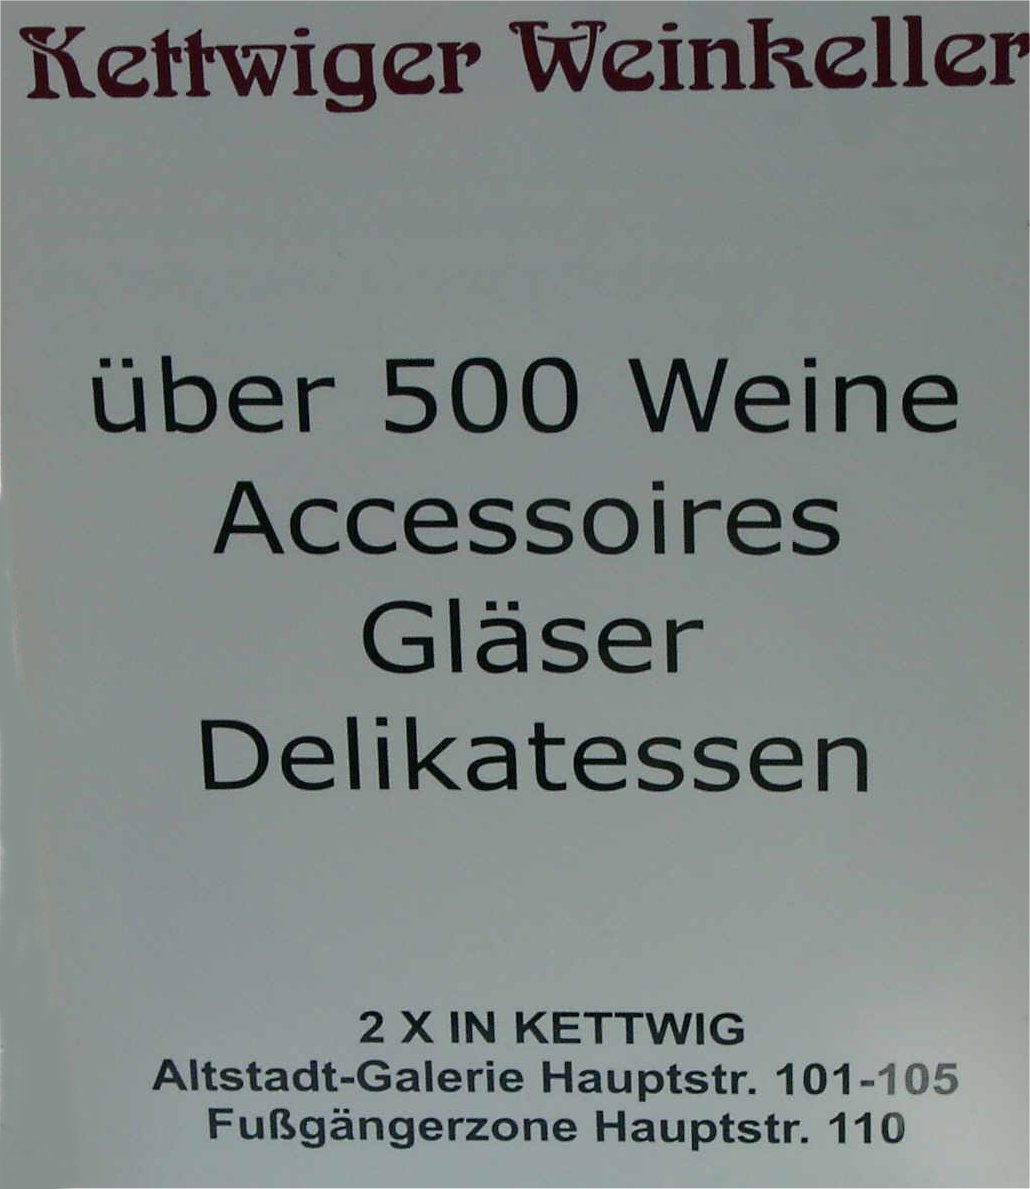 Kettwiger Weinkeller
über 500 Weine
Accessoires
Gläser
Delikatessen
2 X IN KETTWIG
Altstadt-Galerie Hauptstr. 101-105
Fußgängerzone Hauptstr. 110